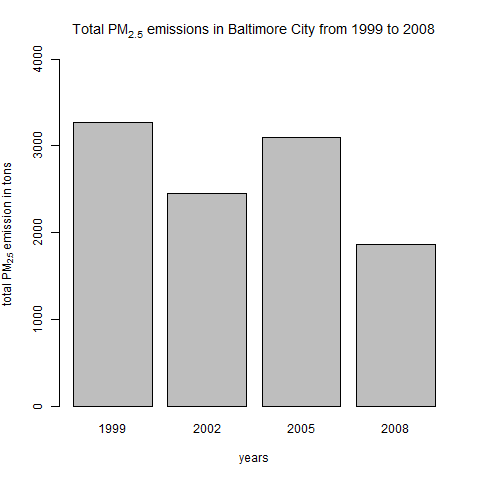 Total PM2.5 emissions in Baltimore City from 1999 to 2008
total PM2.5 emission in tons
4000
3000
2000
1000
0
1999 2002 2005 2008
years